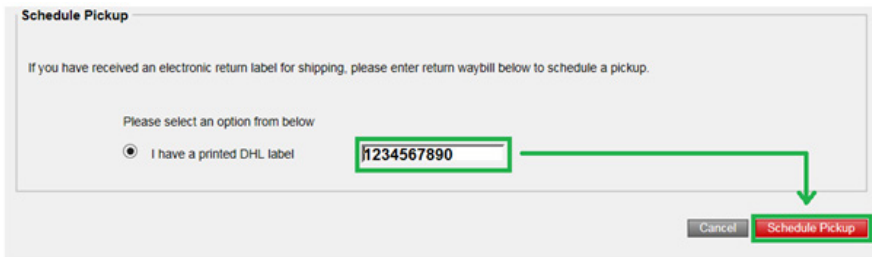 Schedule Pickup
If you have received an electronic return label for shipping, please enter return waybill below to schedule a pickup.
Please select an option from below
I have a printed DHL label 1234567890
Cancel Schedule Pickup